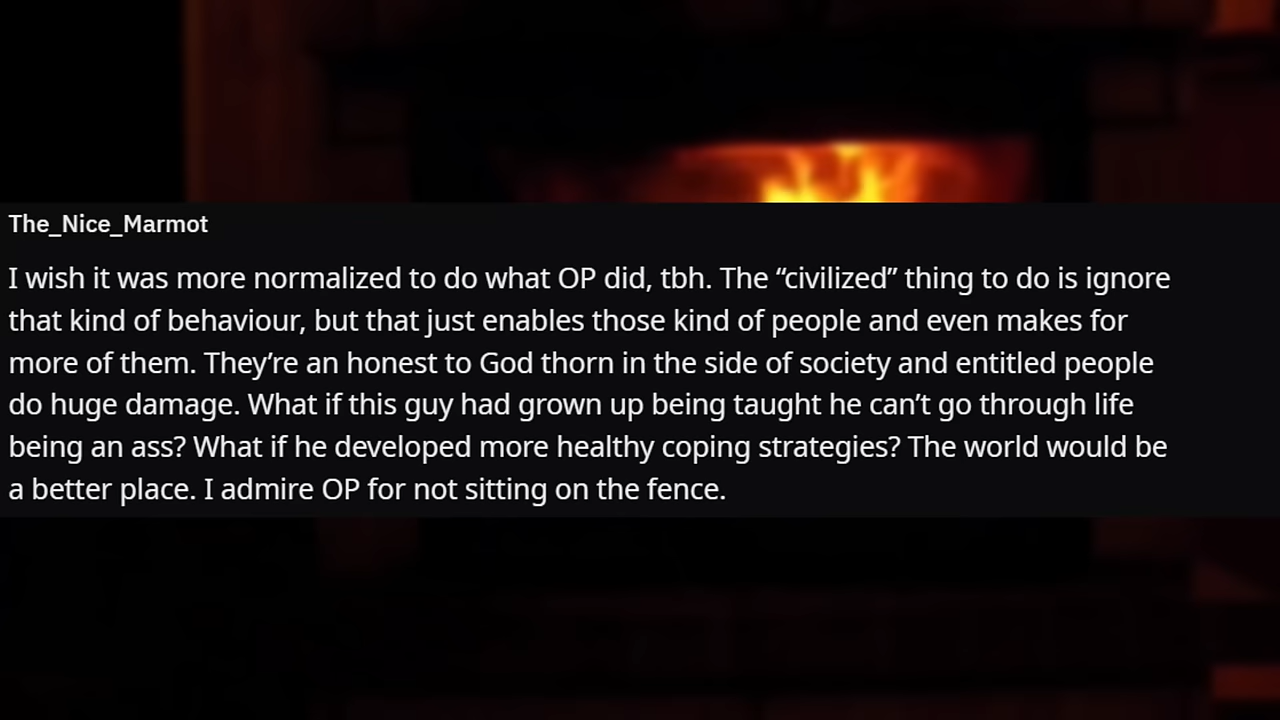 The_Nice_Marmot
I wish it was more normalized to do what OP did, tbh. The “civilized” thing to do is ignore
that kind of behaviour, but that just enables those kind of people and even makes for
more of them. They’re an honest to God thorn in the side of society and entitled people
do huge damage. What if this guy had grown up being taught he can’t go through life
being an ass? What if he developed more healthy coping strategies? The world would be
a better place. I admire OP for not sitting on the fence.